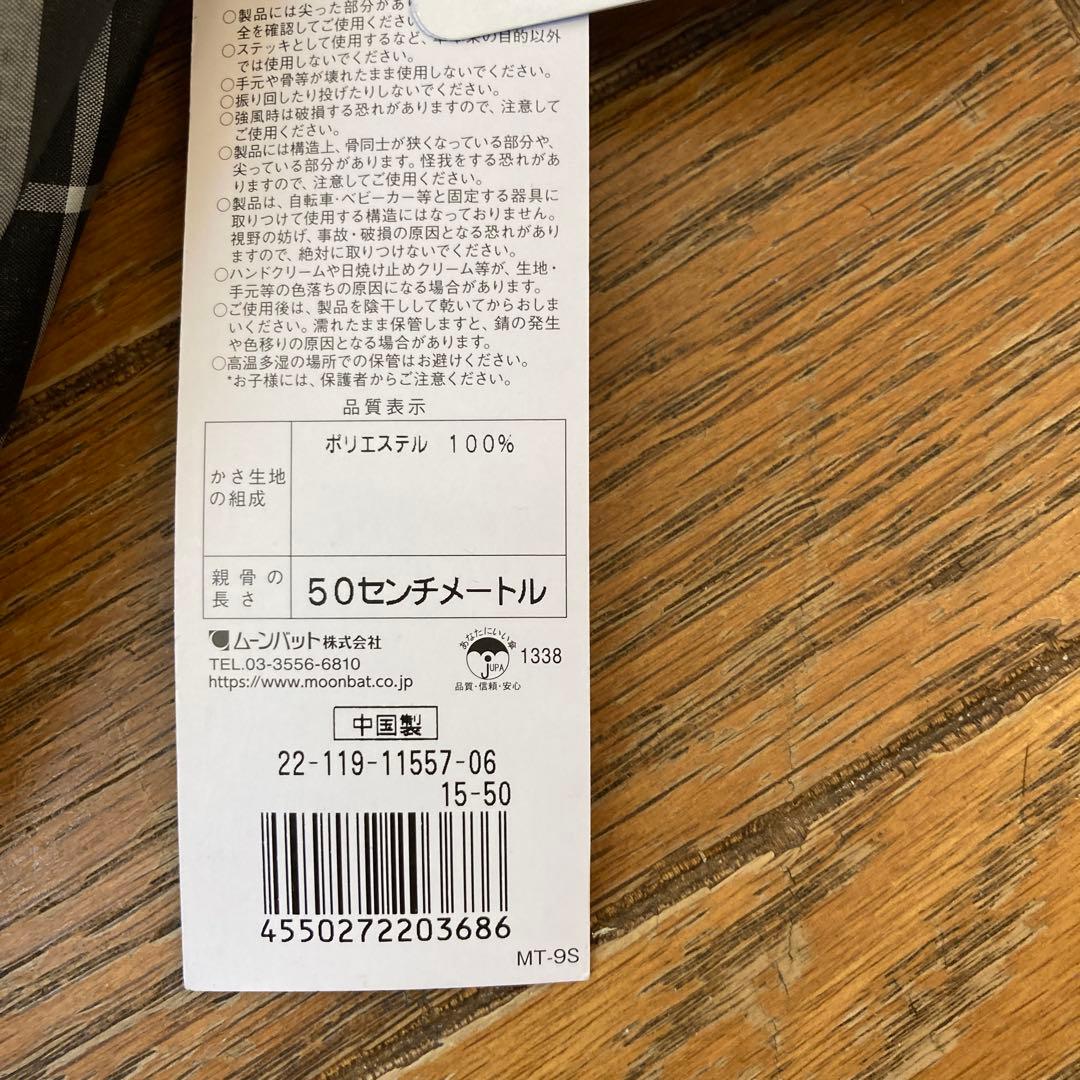 ○製品には尖った部分があ
全を確認してご使用くださ
○ステッキとして使用するなど、本来の目的以外
では使用しないでください。
○手元や骨等が壊れたまま使用しないでください。
○振り回したり投げたりしないでください。
○強風時は破損する恐れがありますので、注意して
ご使用ください。
○製品には構造上、骨同士が狭くなっている部分や、
尖っている部分があります。怪我をする恐れがあ
りますので、注意してご使用ください。
○製品は、自転車・ベビーカー等と固定する器具に
取りつけて使用する構造にはなっておりません。
視野の妨げ、事故・破損の原因となる恐れがあり
ますので、絶対に取りつけないでください。
○ハンドクリームや日焼け止めクリーム等が、生地・
手元等の色落ちの原因になる場合があります。
○ご使用後は、製品を陰干しして乾いてからおしま
いください。濡れたまま保管しますと、錆の発生
や色移りの原因となる場合があります。
○高温多湿の場所での保管はお避けください。
*お子様には、保護者からご注意ください。
品質表示
かさ生地
の組成
ポリエステル 100%
親骨の
長さ
50センチメートル
ムーンバット株式会社
TEL.03-3556-6810
https://www.moonbat.co.jp
あなたにいい傘
JUPA
品質・信頼・安心
1338
中国製
22-119-11557-06
15-50
4550272203686
MT-9S